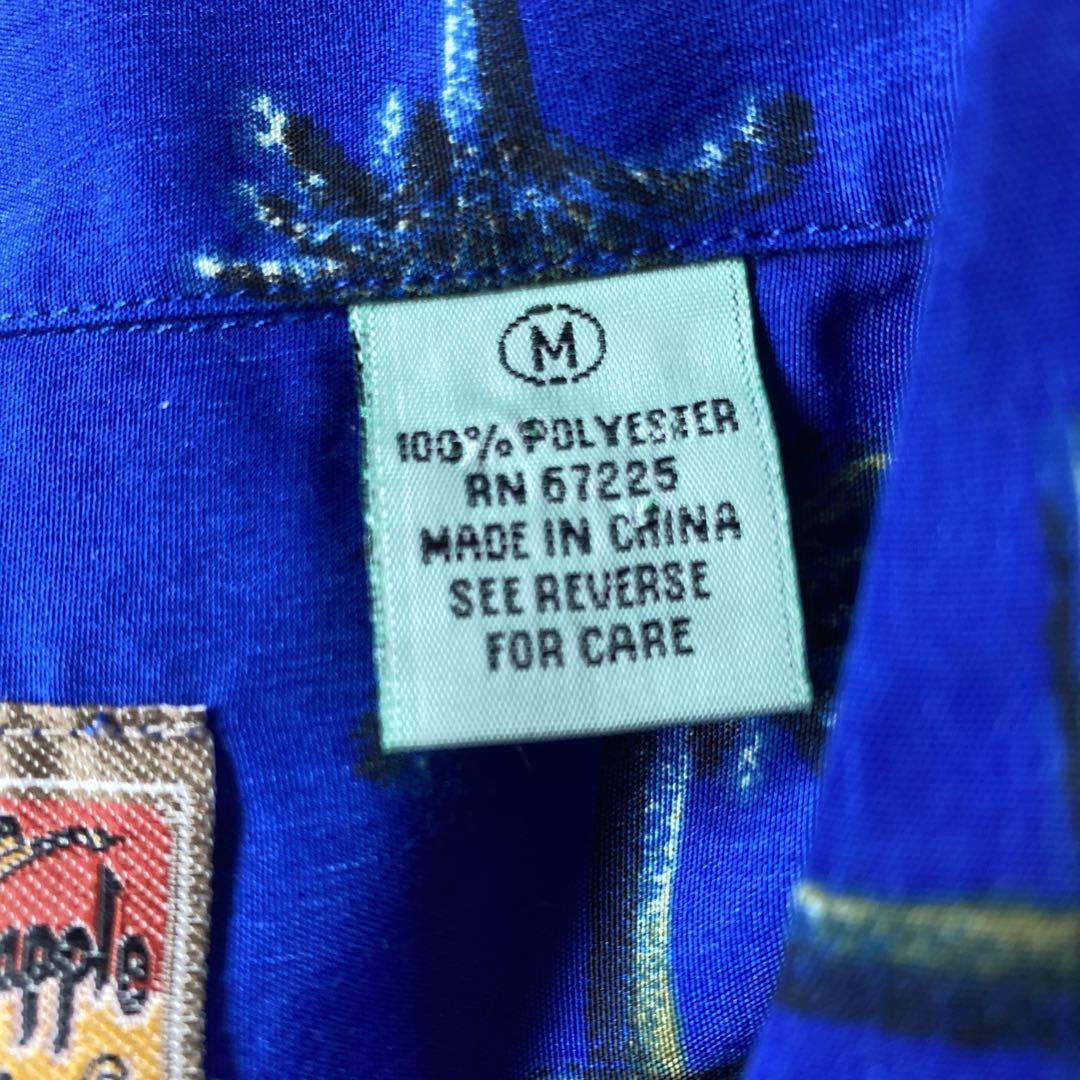 M
100% POLYESTER
RN 67225
MADE IN CHINA
SEE REVERSE
FOR CARE